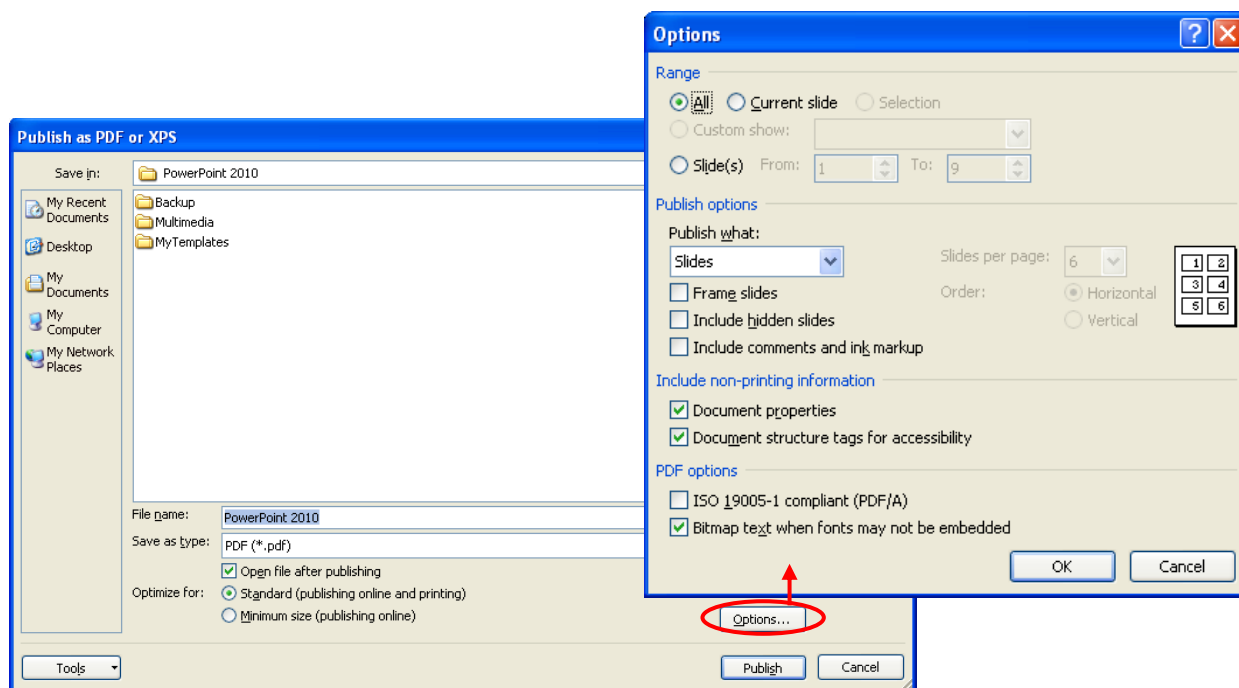 Publish as PDF or XPS
Save in:
PowerPoint 2010
My Recent
Documents
Desktop
My
Documents
My
Computer
My Network
Places
Backup
Multimedia
MyTemplates
File name:
PowerPoint 2010
Save as type:
PDF (*.pdf)
Open file after publishing
Optimize for:
Standard (publishing online and printing)
Minimum size (publishing online)
Options...
Tools
Publish
Cancel
Options
?
Range
All
Current slide
Selection
Custom show:
Slide(s) From: 1 To: 9
Publish options
Publish what:
Slides
Slides per page: 6
Frame slides
Order:
Horizontal
Include hidden slides
Vertical
Include comments and ink markup
1 2
3 4
5 6
Include non-printing information
Document properties
Document structure tags for accessibility
PDF options
ISO 19005-1 compliant (PDF/A)
Bitmap text when fonts may not be embedded
OK
Cancel